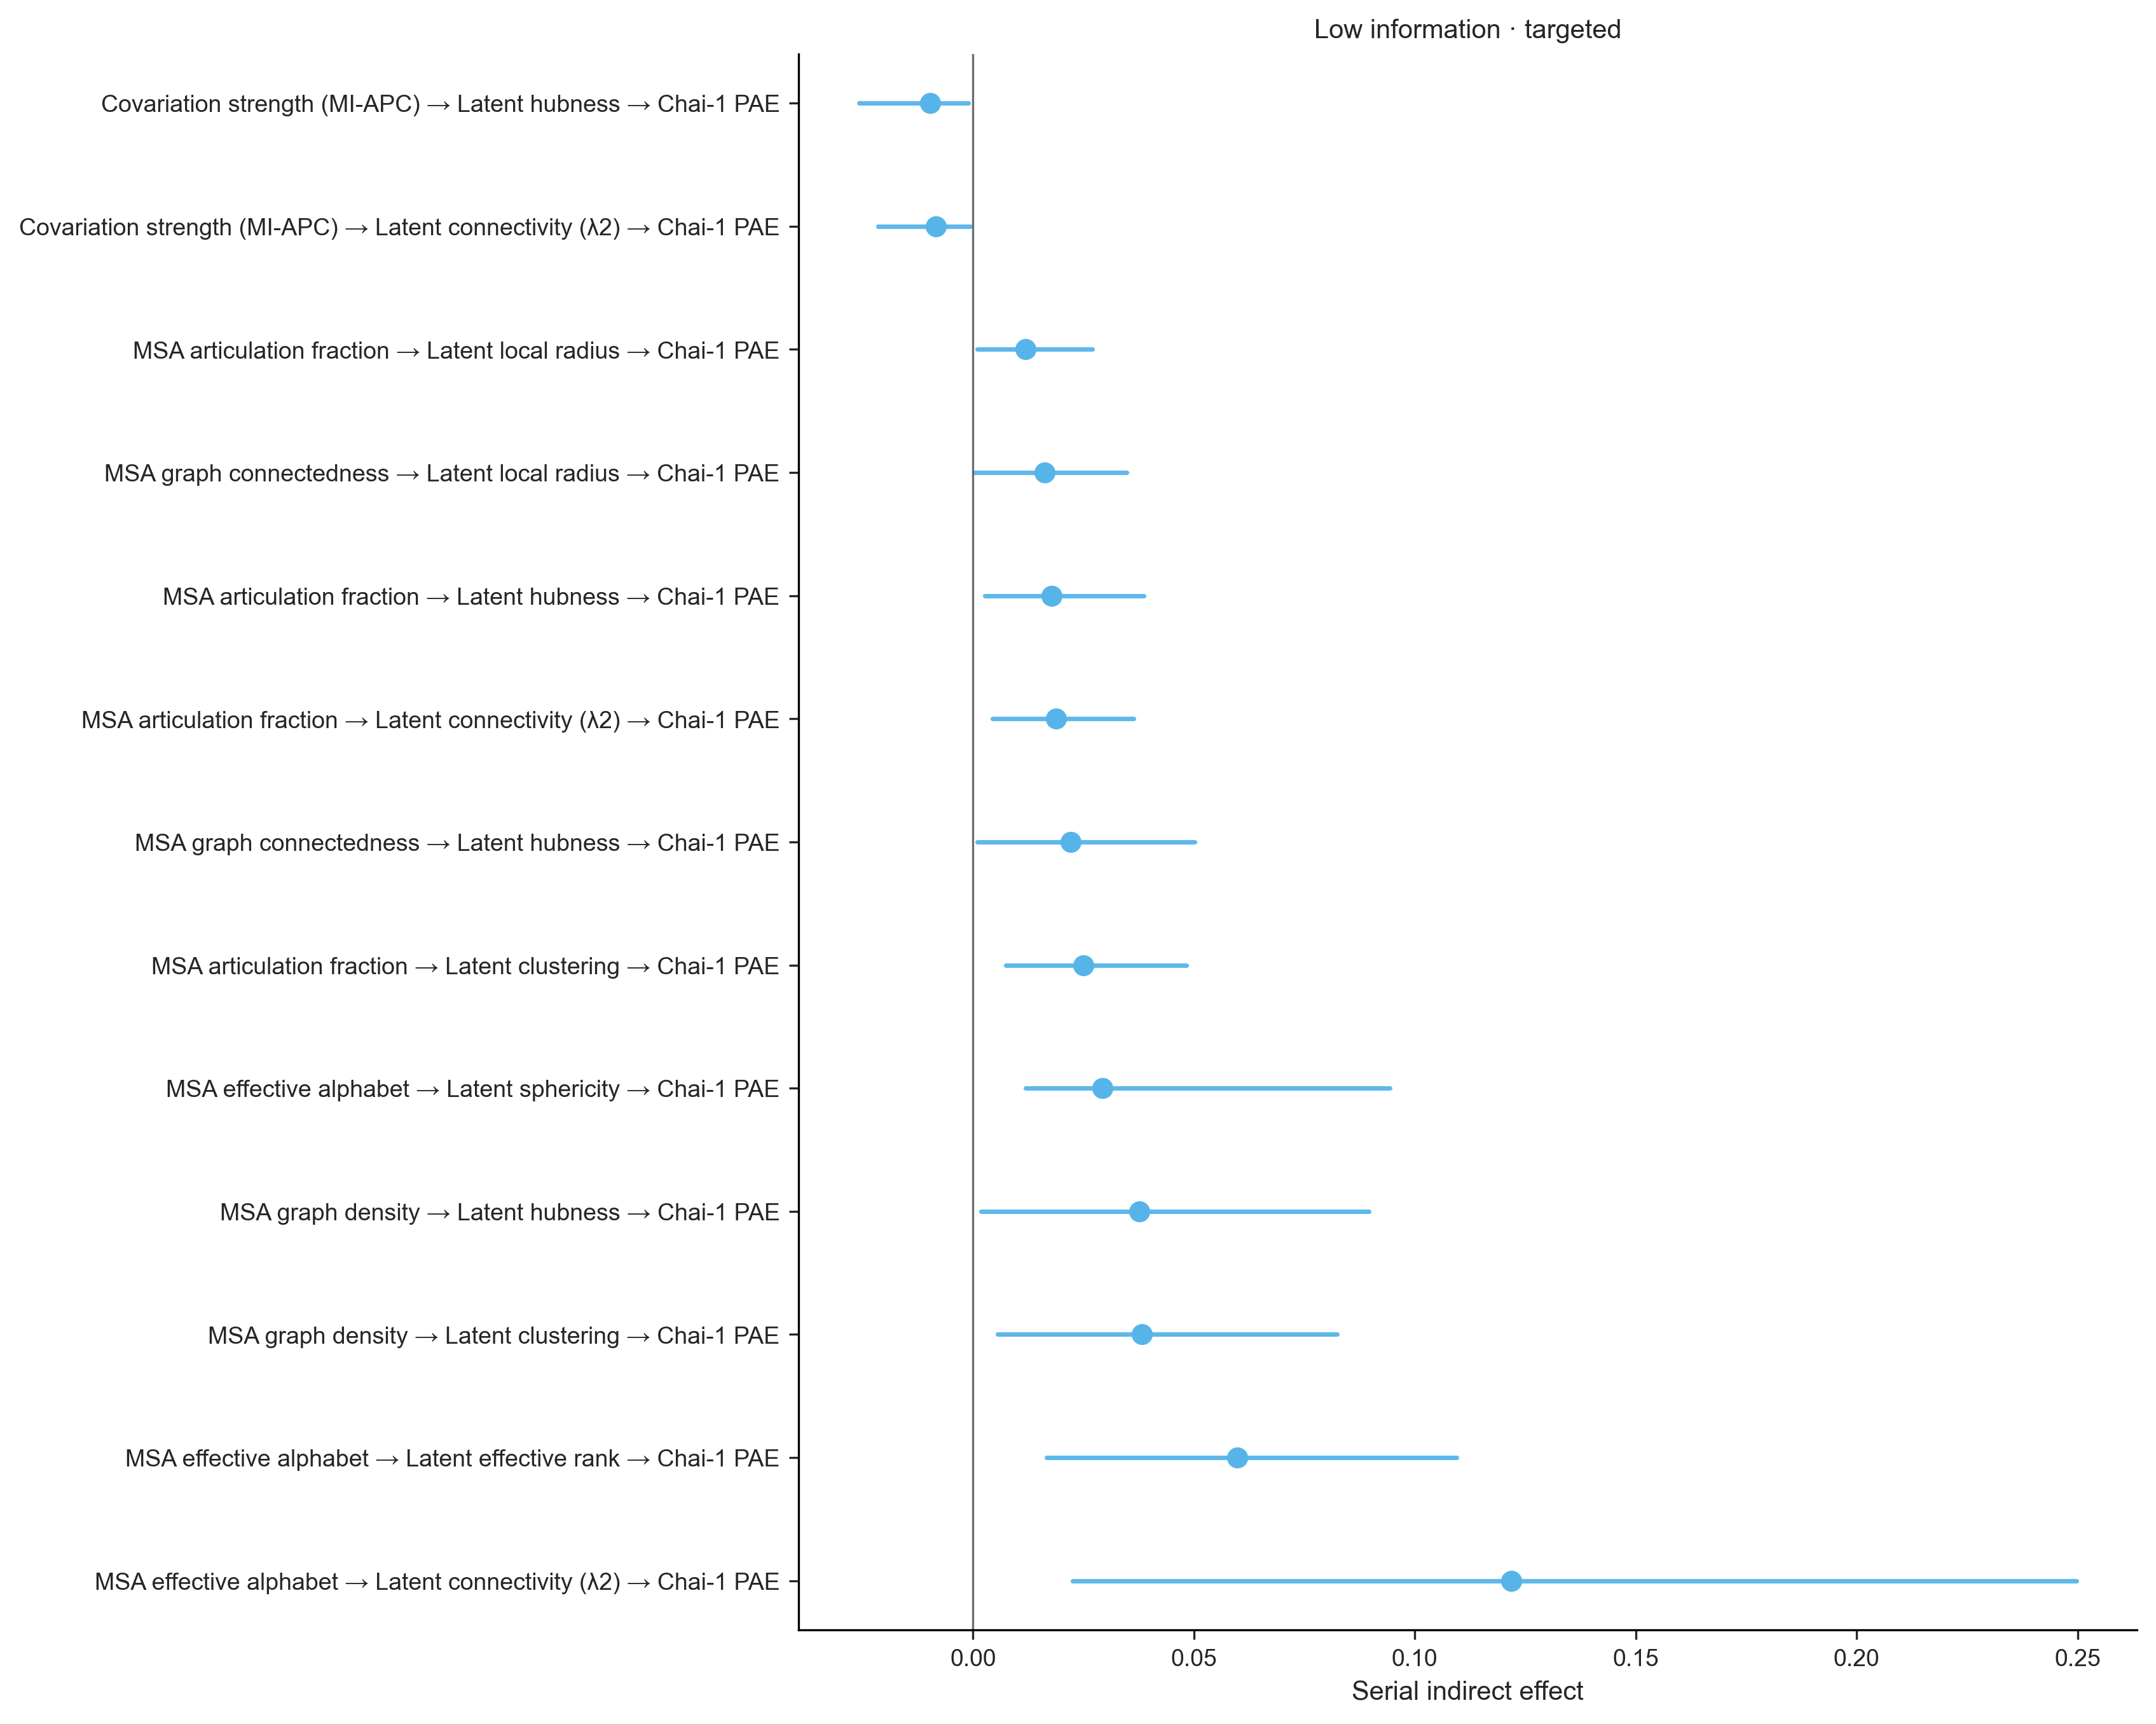 Low information · targeted
Covariation strength (MI-APC) → Latent hubness → Chai-1 PAE
Covariation strength (MI-APC) → Latent connectivity (λ2) → Chai-1 PAE
MSA articulation fraction → Latent local radius → Chai-1 PAE
MSA graph connectedness → Latent local radius → Chai-1 PAE
MSA articulation fraction → Latent hubness → Chai-1 PAE
MSA articulation fraction → Latent connectivity (λ2) → Chai-1 PAE
MSA graph connectedness → Latent hubness → Chai-1 PAE
MSA articulation fraction → Latent clustering → Chai-1 PAE
MSA effective alphabet → Latent sphericity → Chai-1 PAE
MSA graph density → Latent hubness → Chai-1 PAE
MSA graph density → Latent clustering → Chai-1 PAE
MSA effective alphabet → Latent effective rank → Chai-1 PAE
MSA effective alphabet → Latent connectivity (λ2) → Chai-1 PAE
0.00 0.05 0.10 0.15 0.20 0.25
Serial indirect effect